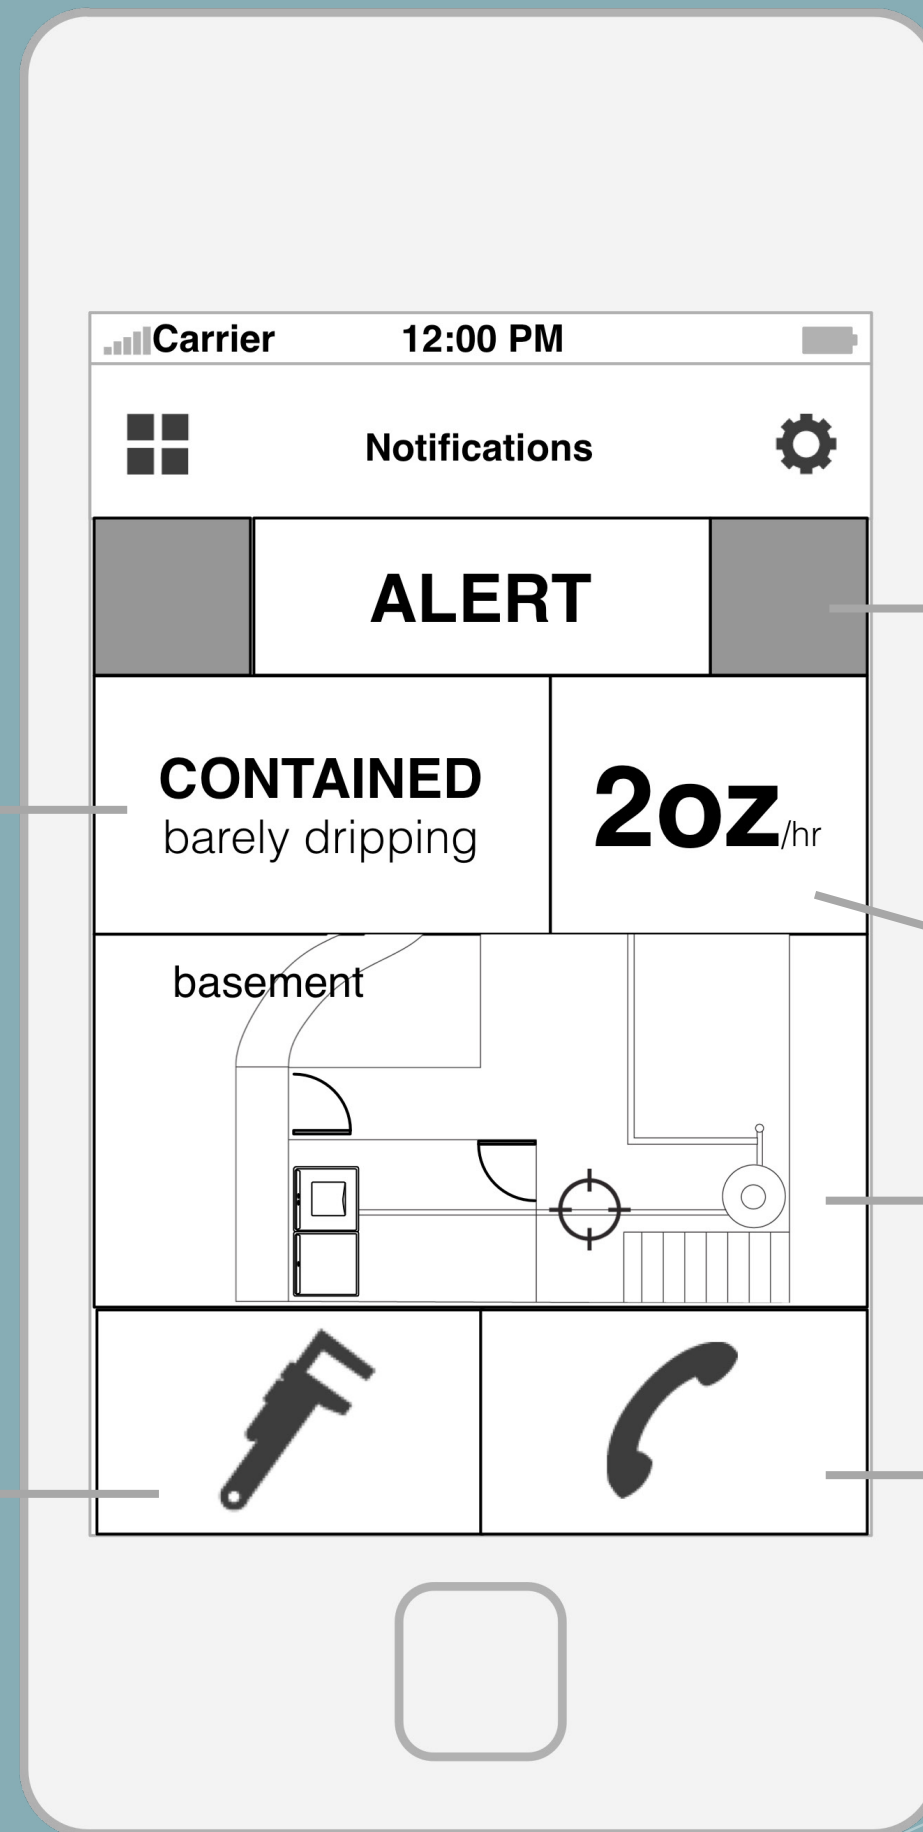 Carrier 12:00 PM
Notifications
ALERT
CONTAINED
barely dripping
2oz/hr
basement